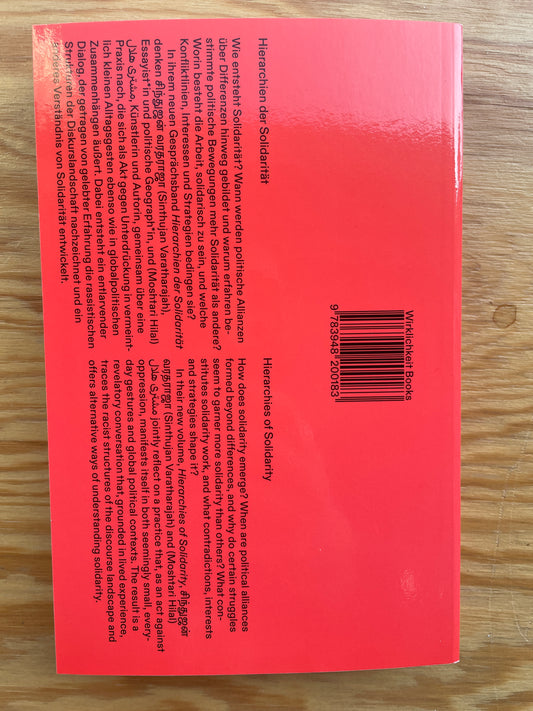 Hierarchien der Solidarität
Wie entsteht Solidarität? Wann werden politische Allianzen
über Differenzen hinweg gebildet und warum erfahren be-
stimmte politische Bewegungen mehr Solidarität als andere?
Worin besteht die Arbeit, solidarisch zu sein, und welche
Konfliktlinien, Interessen und Strategien bedingen sie?
In ihrem neuen Gesprächsband Hierarchien der Solidarität
denken சிந்துஜன் வரதராஜா (Sinthujan Varatharajah),
Essayist*in und politische Geograph*in, und (Moshtari Hilal)
مشتری هلال, Künstlerin und Autorin, gemeinsam über eine
Praxis nach, die sich als Akt gegen Unterdrückung in vermeint-
lich kleinen Alltagsgesten ebenso wie in globalpolitischen
Zusammenhängen äußert. Dabei entsteht ein entlarvender
Dialog, der getragen von gelebter Erfahrung die rassistischen
Strukturen der Diskurslandschaft nachzeichnet und ein
anderes Verständnis von Solidarität entwickelt.
Wirklichkeit Books
9 783948 200183
Hierarchies of Solidarity
How does solidarity emerge? When are political alliances
formed beyond differences, and why do certain struggles
seem to garner more solidarity than others? What con-
stitutes solidarity work, and what contradictions, interests
and strategies shape it?
In their new volume, Hierarchies of Solidarity, சிந்துஜன்
வரதராஜா (Sinthujan Varatharajah) and (Moshtari Hilal)
مشتری هلال jointly reflect on a practice that, as an act against
oppression, manifests itself in both seemingly small, every-
day gestures and global political contexts. The result is a
revelatory conversation that, grounded in lived experience,
traces the racist structures of the discourse landscape and
offers alternative ways of understanding solidarity.